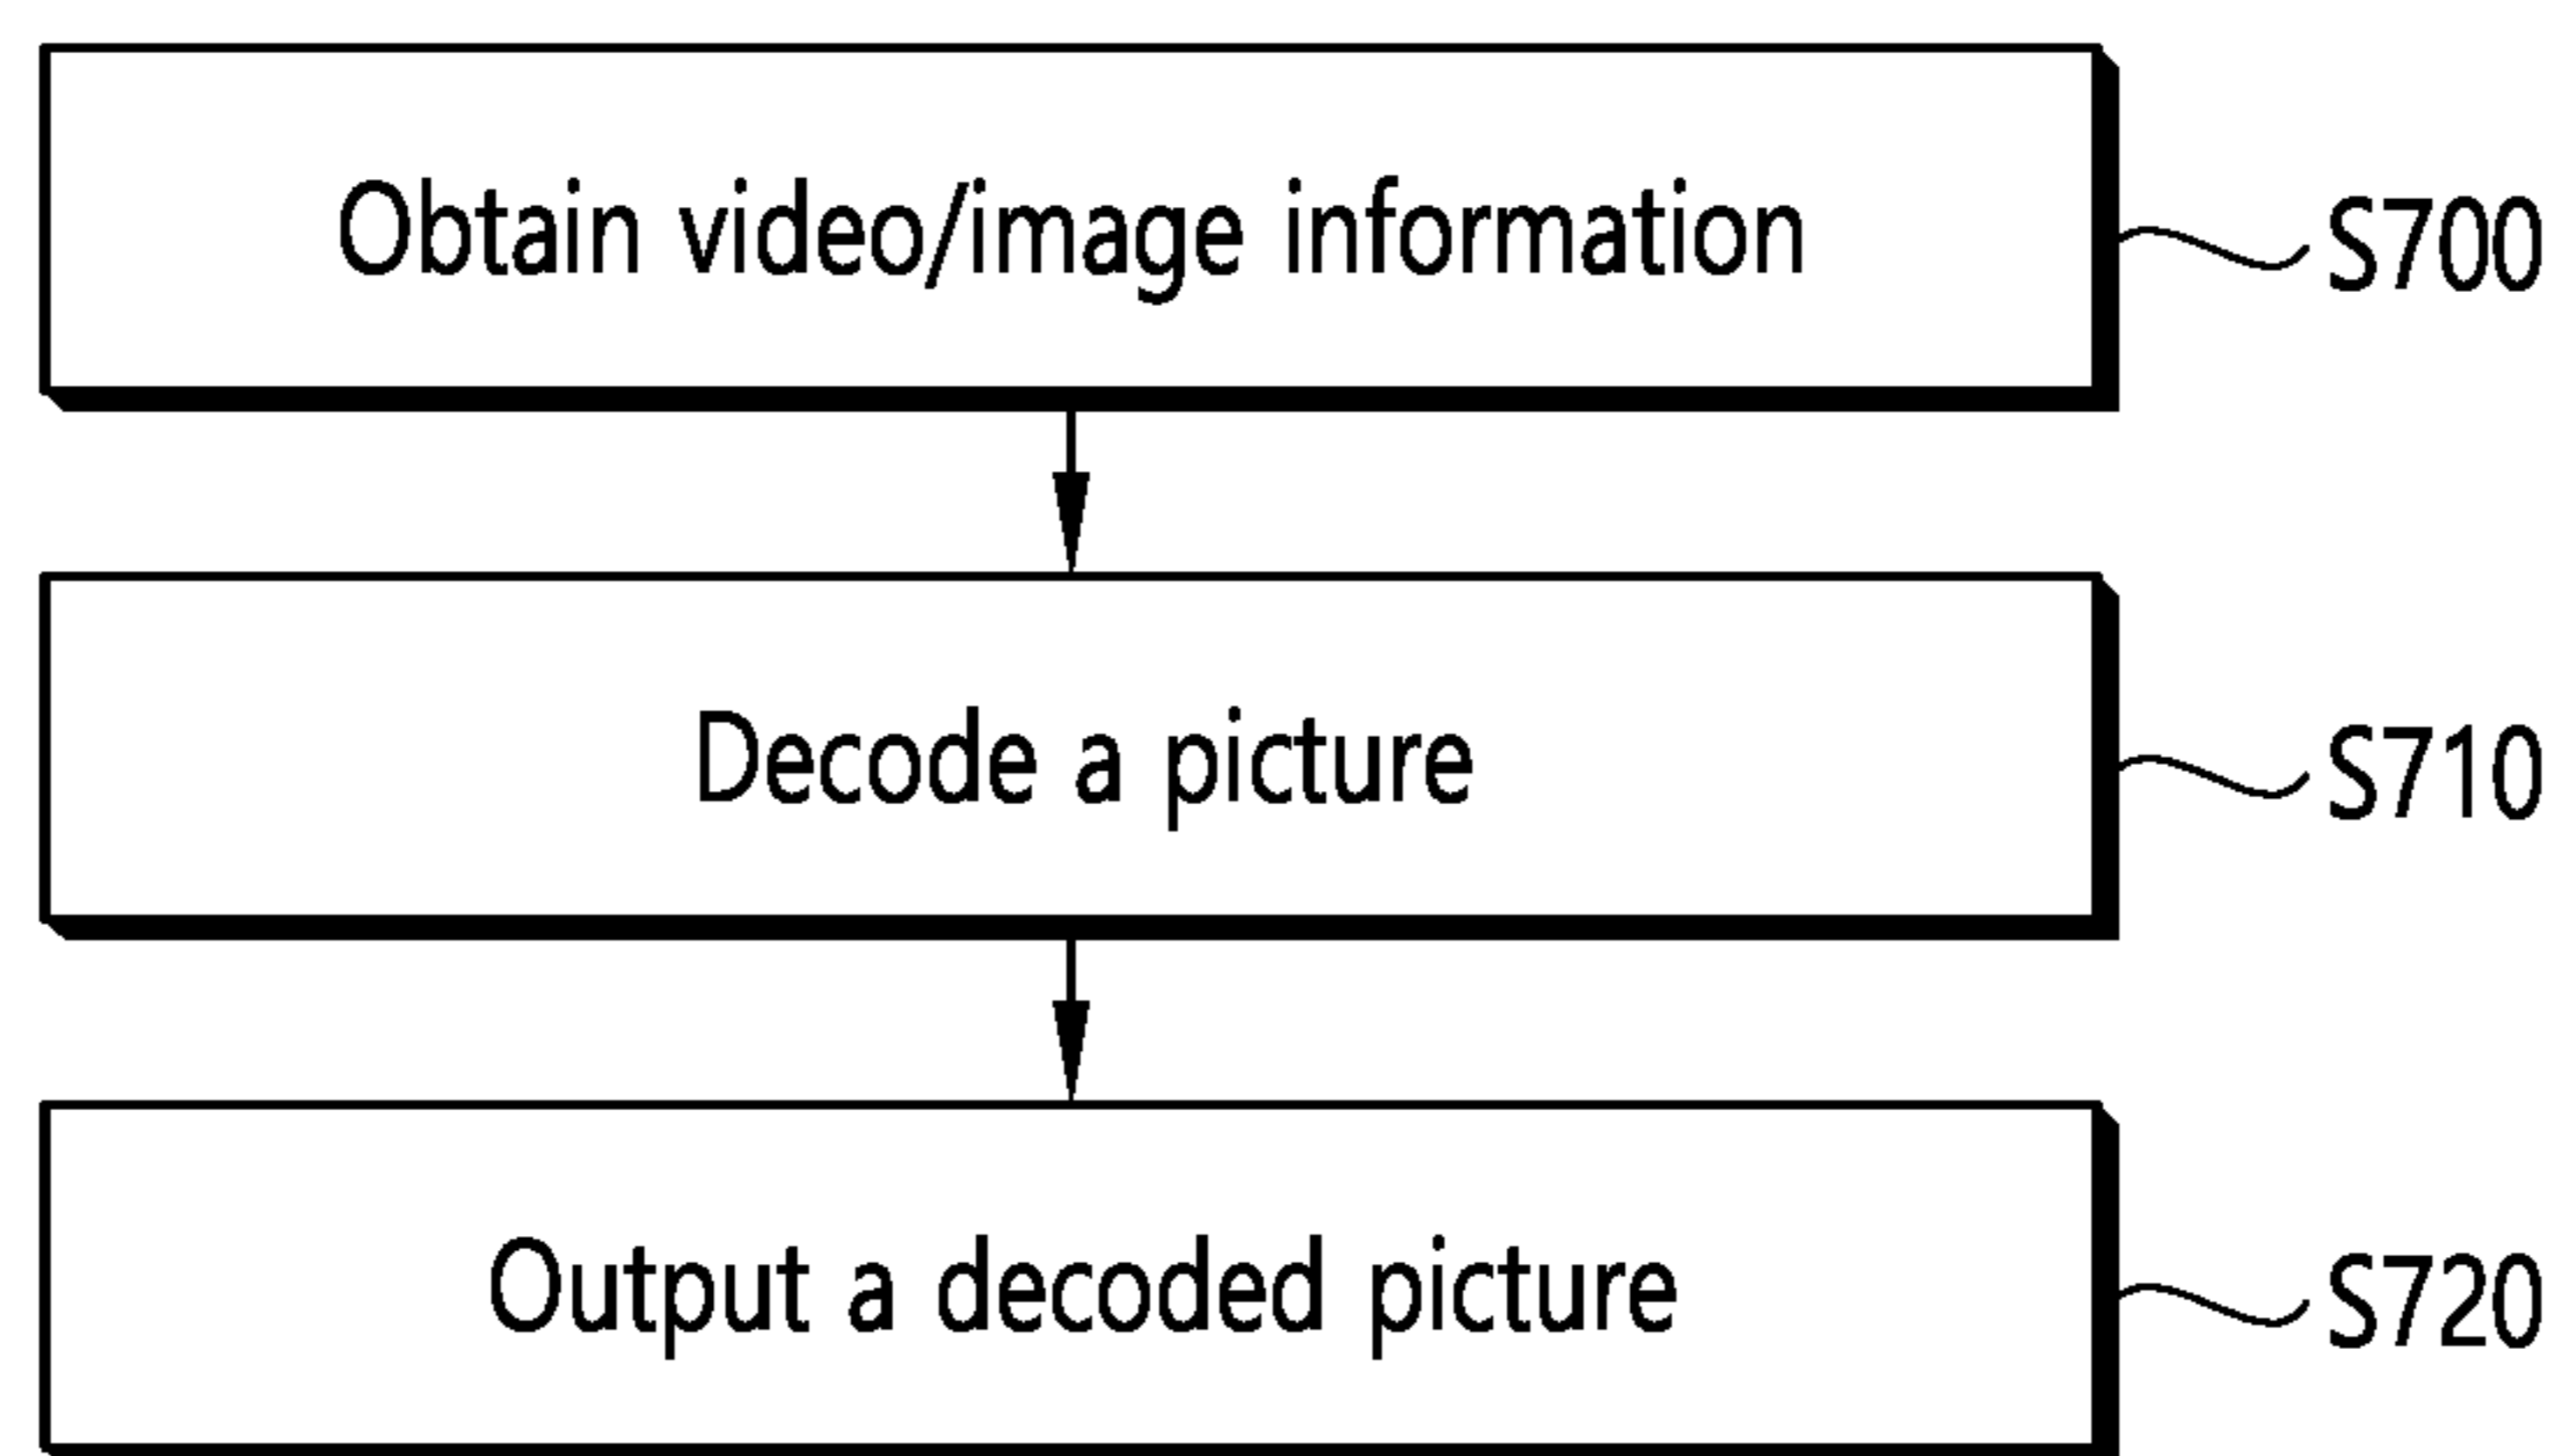 Obtain video/image information S700
Decode a picture S710
Output a decoded picture S720